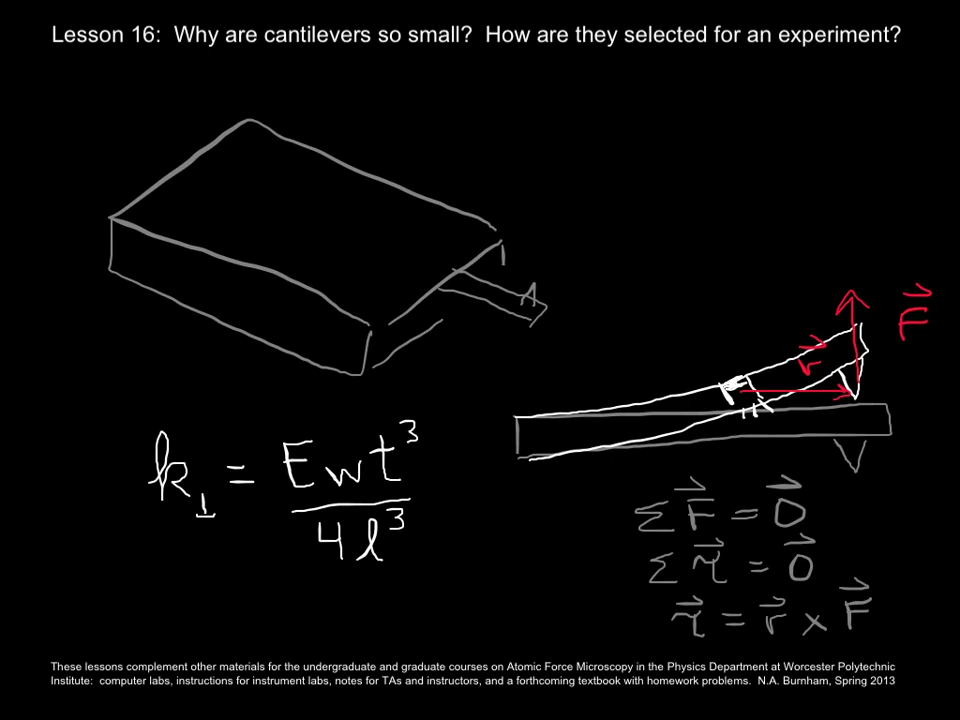 Lesson 16: Why are cantilevers so small? How are they selected for an experiment?
F⃗
r⃗
k⊥ = Ewt³ / 4l³
ΣF⃗ = 0⃗
Στ⃗ = 0⃗
τ⃗ = r⃗ × F⃗
These lessons complement other materials for the undergraduate and graduate courses on Atomic Force Microscopy in the Physics Department at Worcester Polytechnic
Institute: computer labs, instructions for instrument labs, notes for TAs and instructors, and a forthcoming textbook with homework problems. N.A. Burnham, Spring 2013